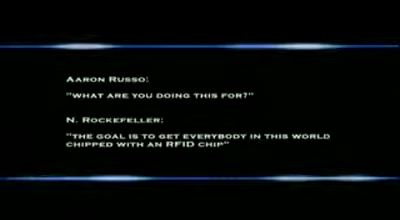 Aaron Russo:
"What are you doing this for?"
N. Rockefeller:
"The goal is to get everybody in this world
chipped with an RFID chip"